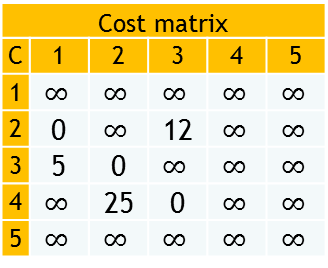 Cost matrix
C 1 2 3 4 5
1 ∞ ∞ ∞ ∞ ∞
2 0 ∞ 12 ∞ ∞
3 5 0 ∞ ∞ ∞
4 ∞ 25 0 ∞ ∞
5 ∞ ∞ ∞ ∞ ∞